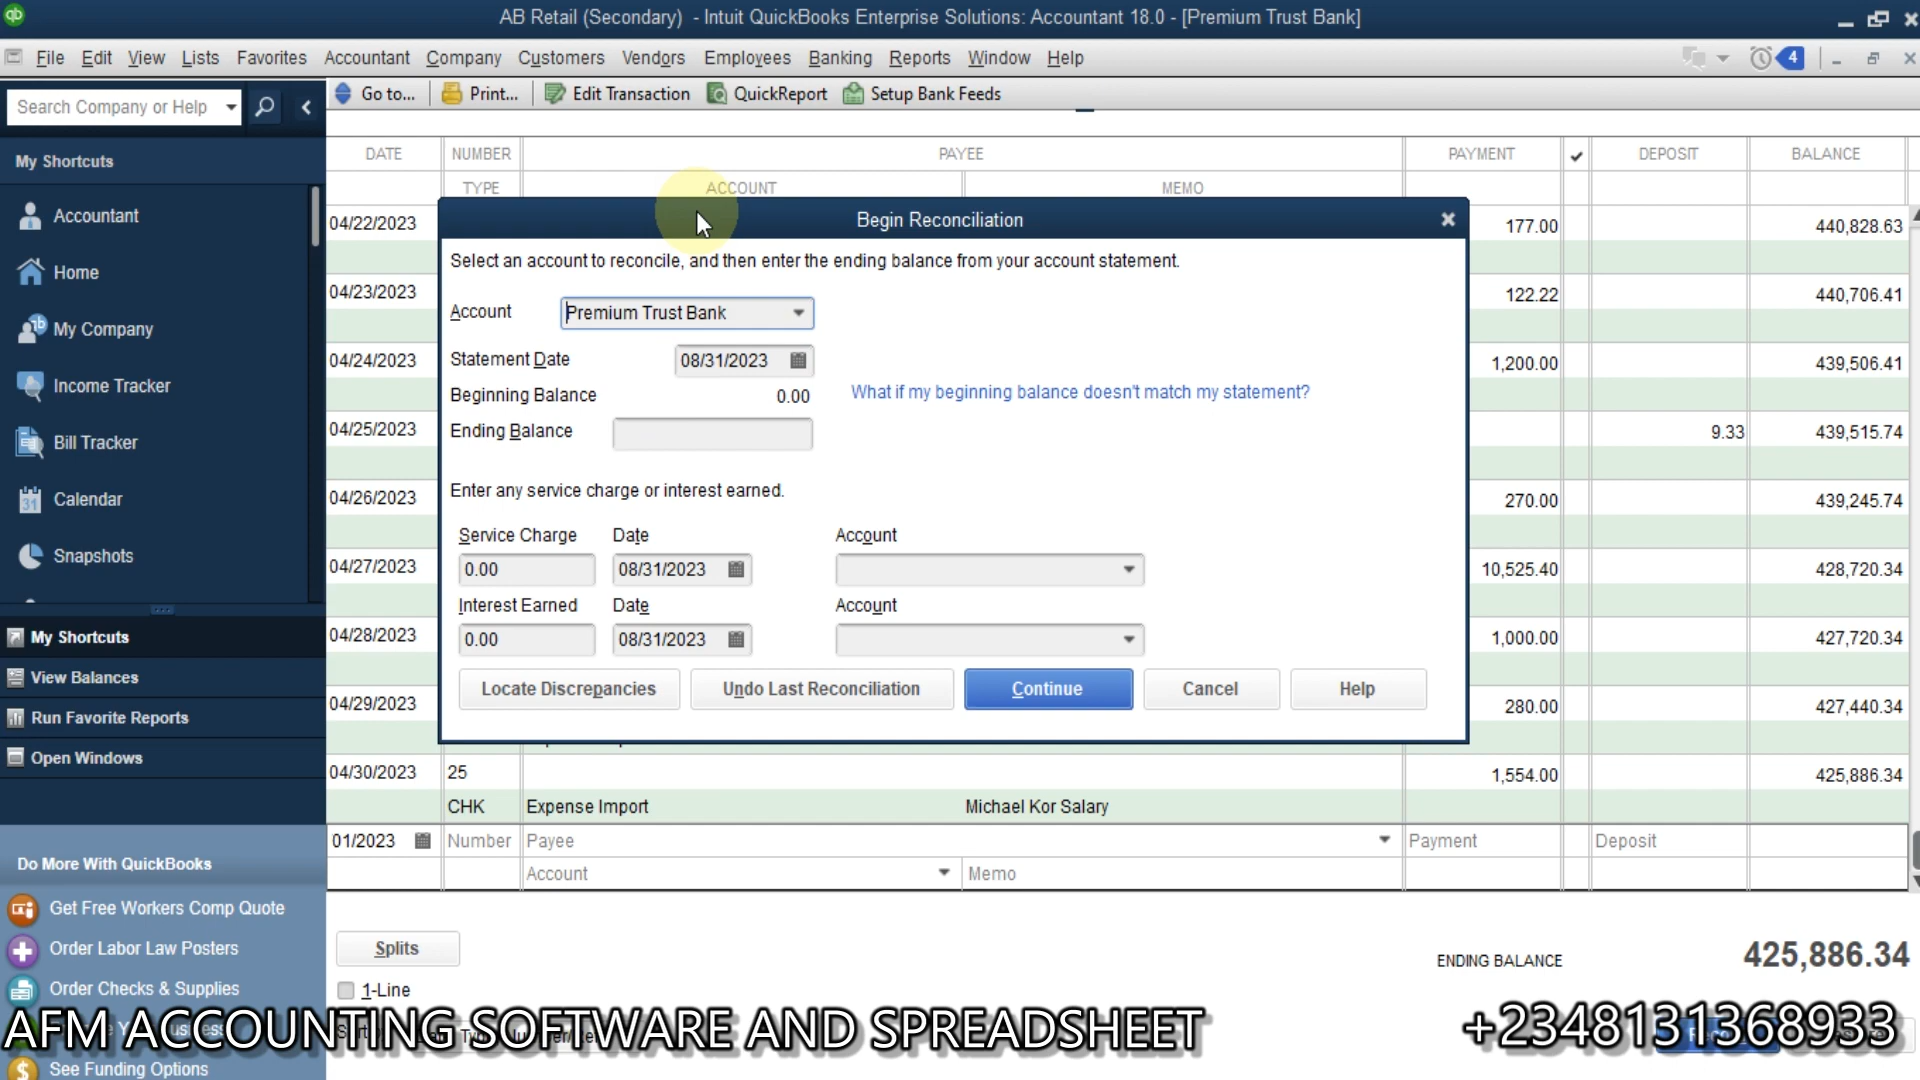 AB Retail (Secondary) - Intuit QuickBooks Enterprise Solutions: Accountant 18.0 - [Premium Trust Bank]
File Edit View Lists Favorites Accountant Company Customers Vendors Employees Banking Reports Window Help
4
Search Company or Help
Go to... Print... Edit Transaction QuickReport Setup Bank Feeds
My Shortcuts
Accountant
Home
My Company
Income Tracker
Bill Tracker
31 Calendar
Snapshots
My Shortcuts
View Balances
Run Favorite Reports
Open Windows
Do More With QuickBooks
Get Free Workers Comp Quote
Order Labor Law Posters
Order Checks & Supplies
See Funding Options
DATE NUMBER PAYEE PAYMENT ✓ DEPOSIT BALANCE
TYPE ACCOUNT MEMO
04/22/2023 177.00 440,828.63
04/23/2023 122.22 440,706.41
04/24/2023 1,200.00 439,506.41
04/25/2023 9.33 439,515.74
04/26/2023 270.00 439,245.74
04/27/2023 10,525.40 428,720.34
04/28/2023 1,000.00 427,720.34
04/29/2023 280.00 427,440.34
04/30/2023 25 1,554.00 425,886.34
CHK Expense Import Michael Kor Salary
01/2023 Number Payee Payment Deposit
Account Memo
Begin Reconciliation
Select an account to reconcile, and then enter the ending balance from your account statement.
Account Premium Trust Bank
Statement Date 08/31/2023
Beginning Balance 0.00 What if my beginning balance doesn't match my statement?
Ending Balance
Enter any service charge or interest earned.
Service Charge Date Account
0.00 08/31/2023
Interest Earned Date Account
0.00 08/31/2023
Locate Discrepancies Undo Last Reconciliation Continue Cancel Help
Splits
ENDING BALANCE 425,886.34
1-Line
AFM ACCOUNTING SOFTWARE AND SPREADSHEET +2348131368933